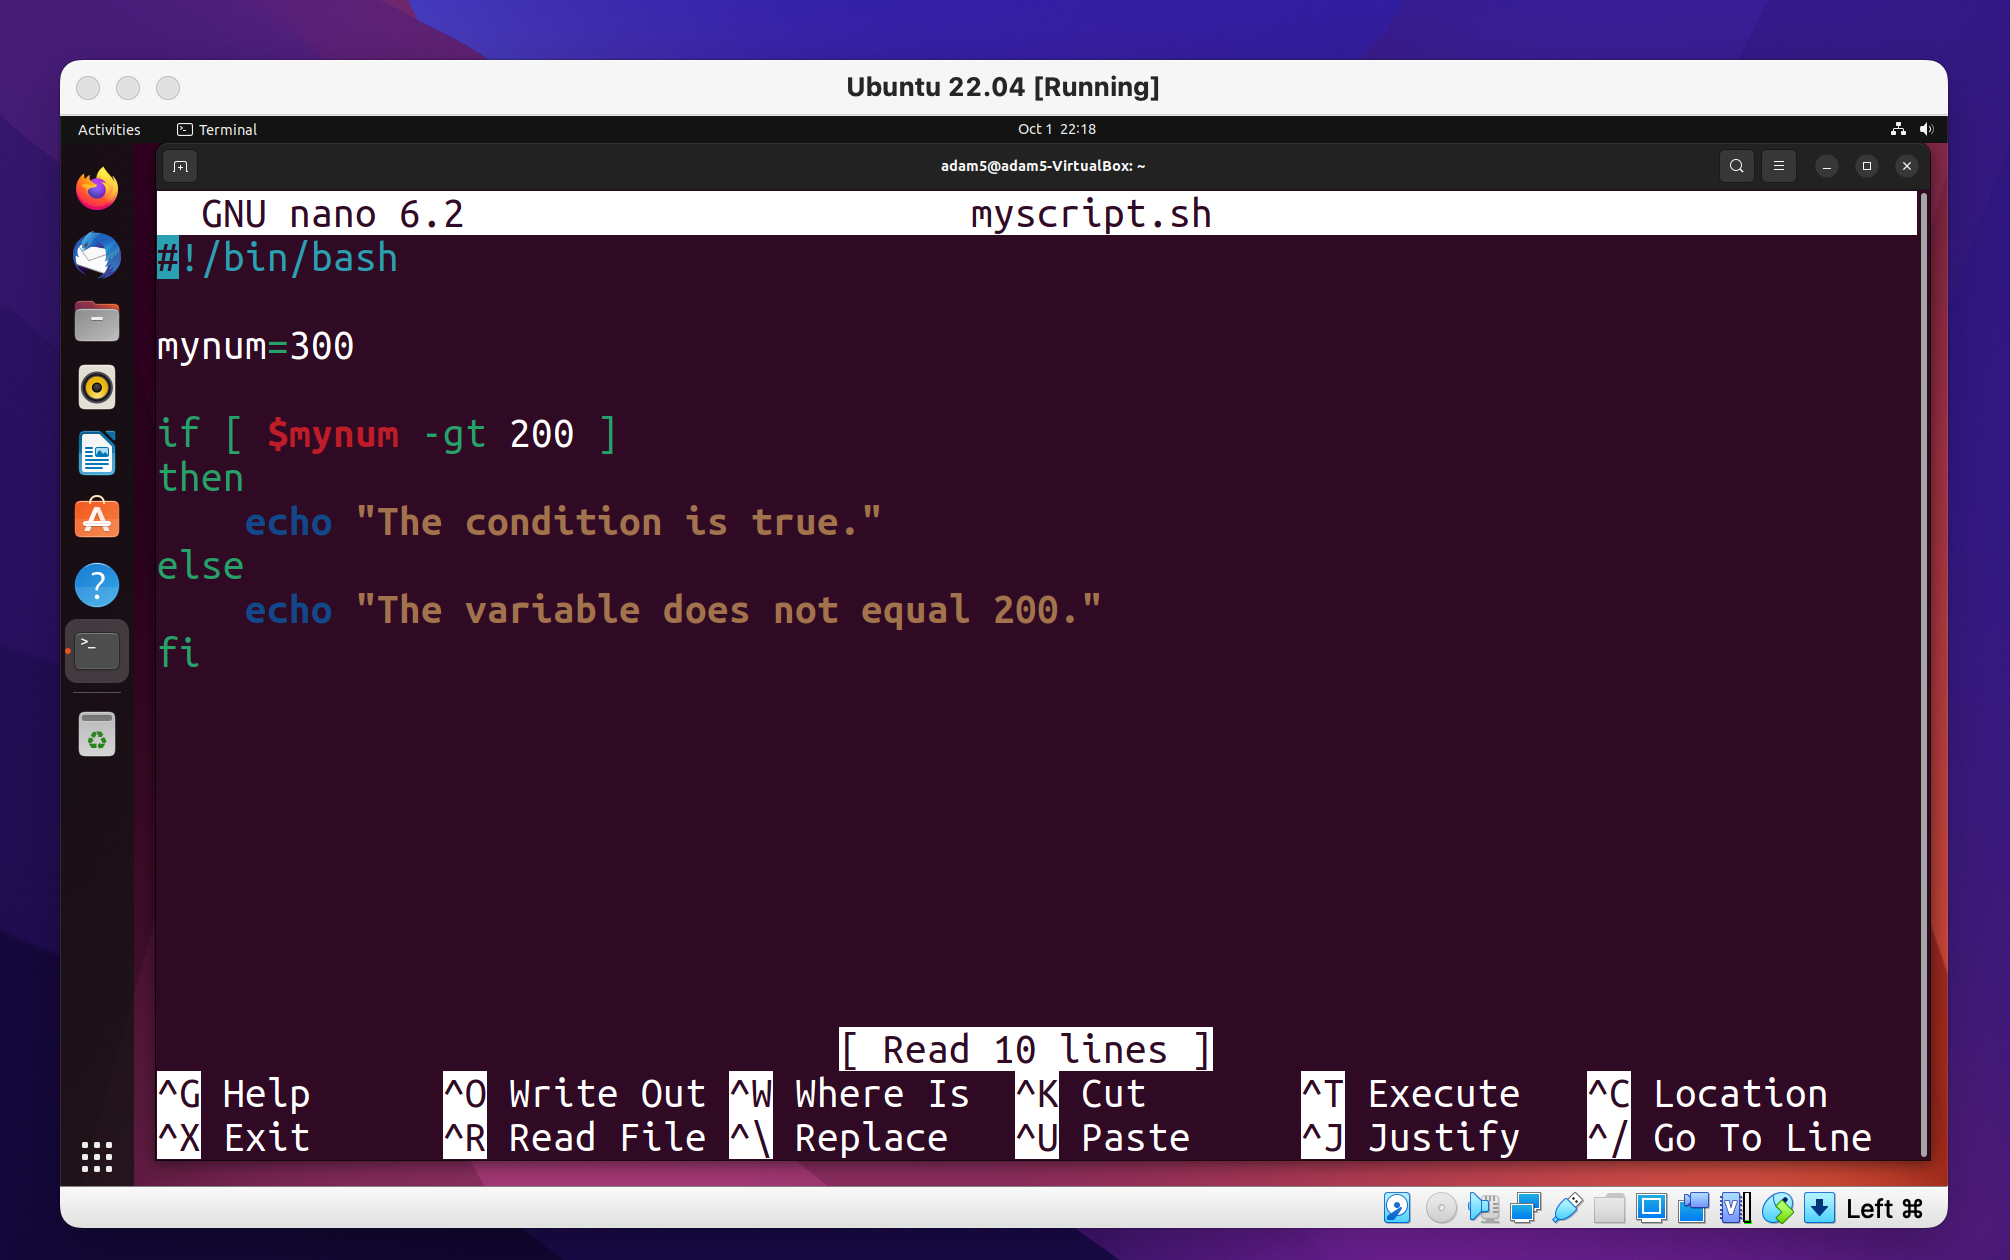 Ubuntu 22.04 [Running]
Activities Terminal Oct 1 22:18
adam5@adam5-VirtualBox: ~
GNU nano 6.2 myscript.sh
#!/bin/bash
mynum=300
if [ $mynum -gt 200 ]
then
echo "The condition is true."
else
echo "The variable does not equal 200."
fi
[ Read 10 lines ]
^G Help ^O Write Out ^W Where Is ^K Cut ^T Execute ^C Location
^X Exit ^R Read File ^\ Replace ^U Paste ^J Justify ^/ Go To Line
Left ⌘